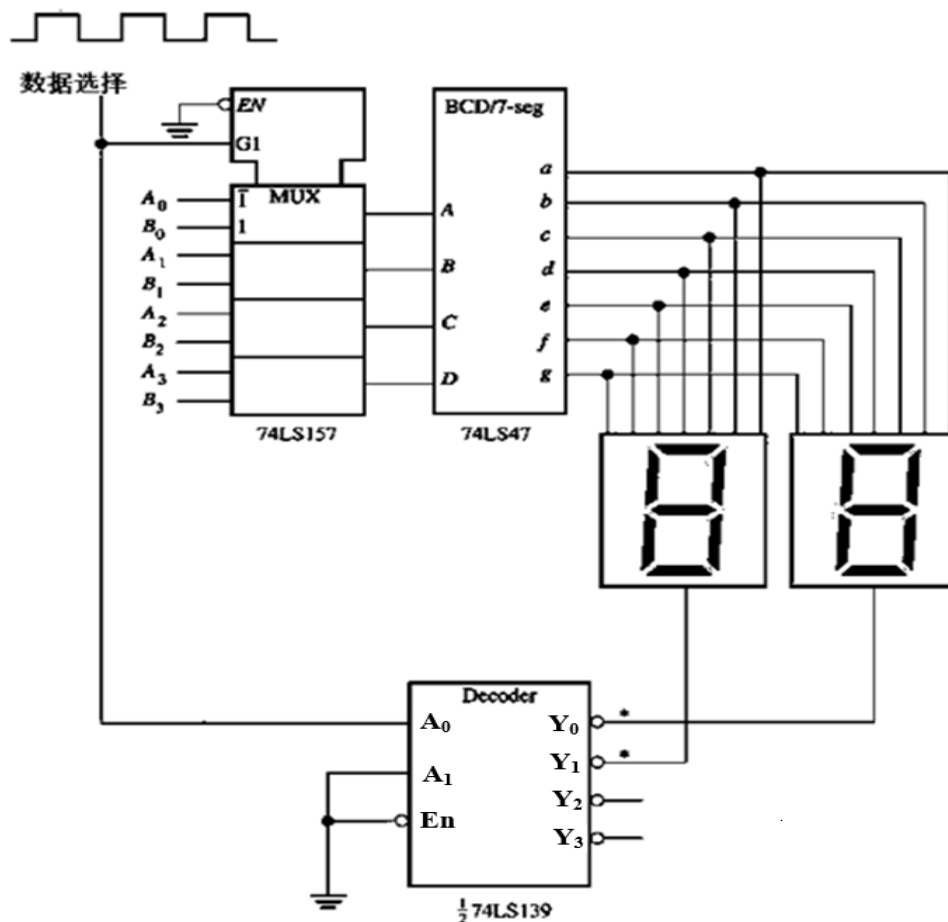 数据选择
EN
G1
MUX
A₀ 1̅
B₀ 1
A₁
B₁
A₂
B₂
A₃
B₃
74LS157
BCD/7-seg
A
B
C
D
a
b
c
d
e
f
g
74LS47
Decoder
A₀
A₁
En
Y₀ *
Y₁ *
Y₂
Y₃
½ 74LS139